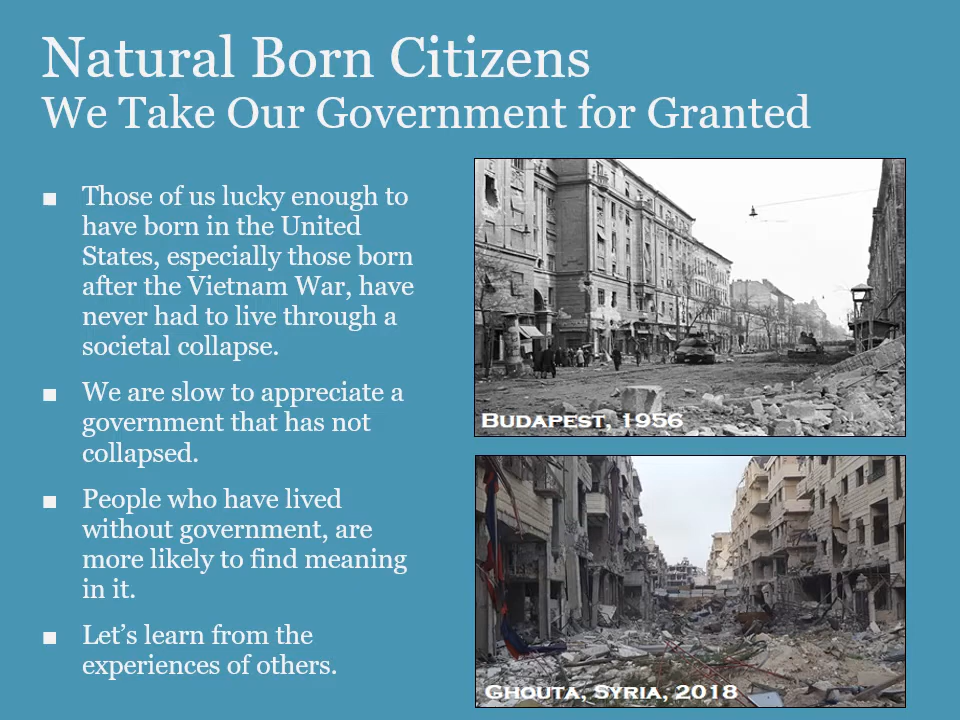 Natural Born Citizens
We Take Our Government for Granted
■ Those of us lucky enough to
have born in the United
States, especially those born
after the Vietnam War, have
never had to live through a
societal collapse.
■ We are slow to appreciate a
government that has not
collapsed.
■ People who have lived
without government, are
more likely to find meaning
in it.
■ Let’s learn from the
experiences of others.
Budapest, 1956
Ghouta, Syria, 2018